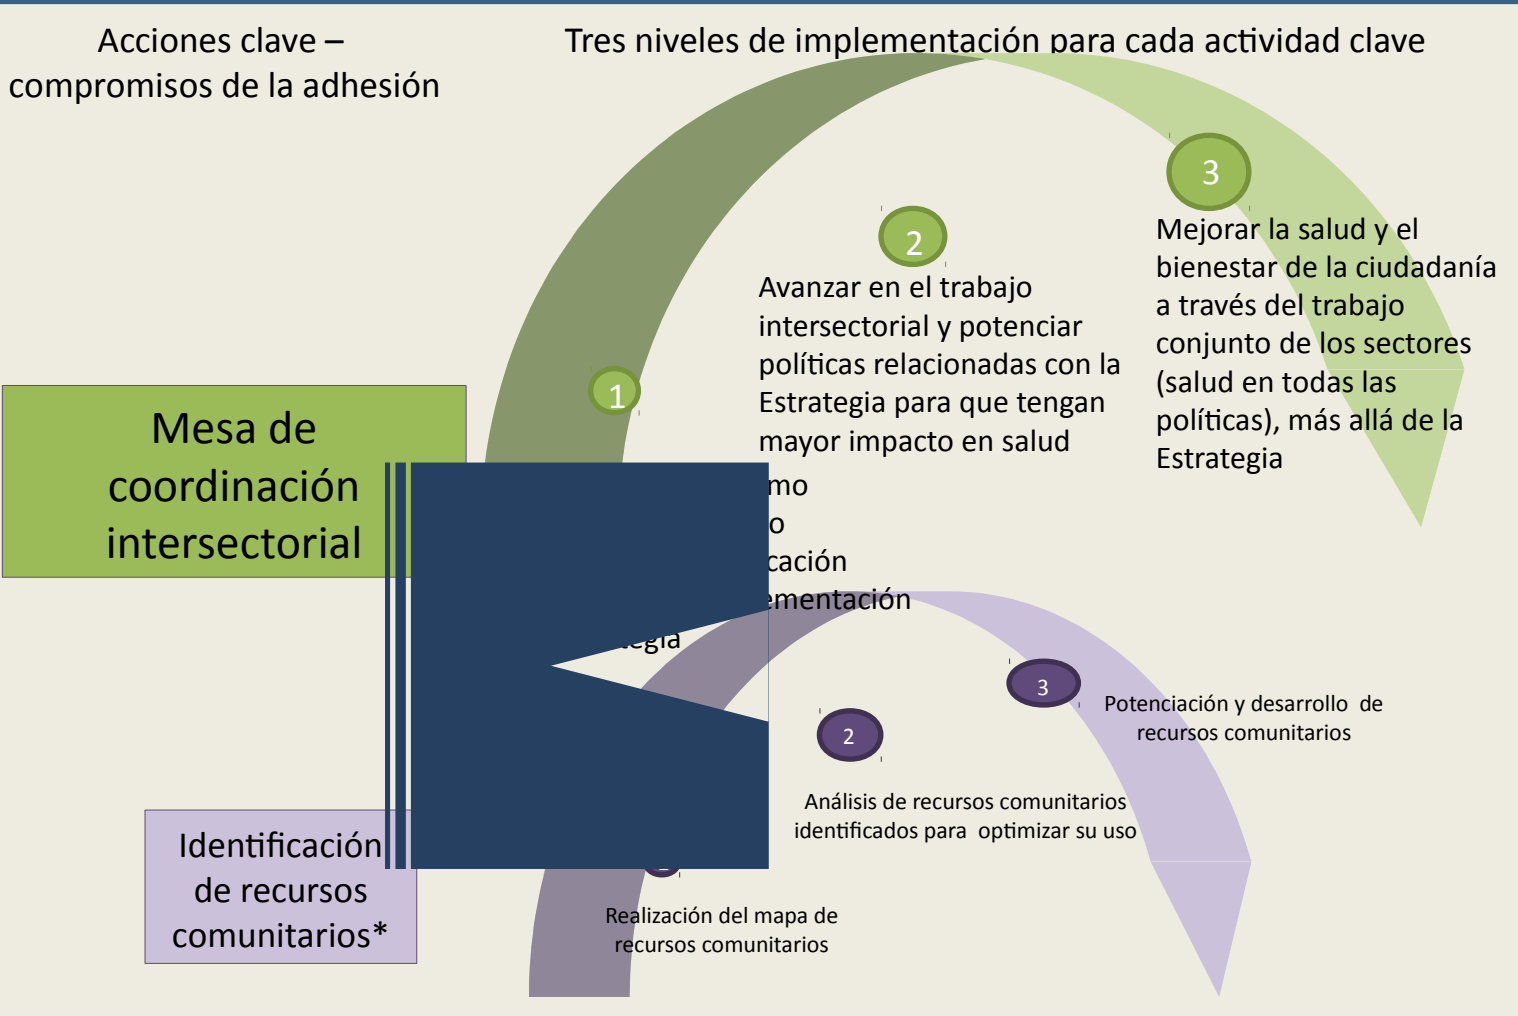 Acciones clave –
compromisos de la adhesión
Tres niveles de implementación para cada actividad clave
3
Mejorar la salud y el
bienestar de la ciudadanía
a través del trabajo
conjunto de los sectores
(salud en todas las
políticas), más allá de la
Estrategia
2
Avanzar en el trabajo
intersectorial y potenciar
políticas relacionadas con la
Estrategia para que tengan
mayor impacto en salud
1
Mesa de
coordinación
intersectorial
3
Potenciación y desarrollo de
recursos comunitarios
2
Análisis de recursos comunitarios
identificados para optimizar su uso
Identificación
de recursos
comunitarios*
Realización del mapa de
recursos comunitarios